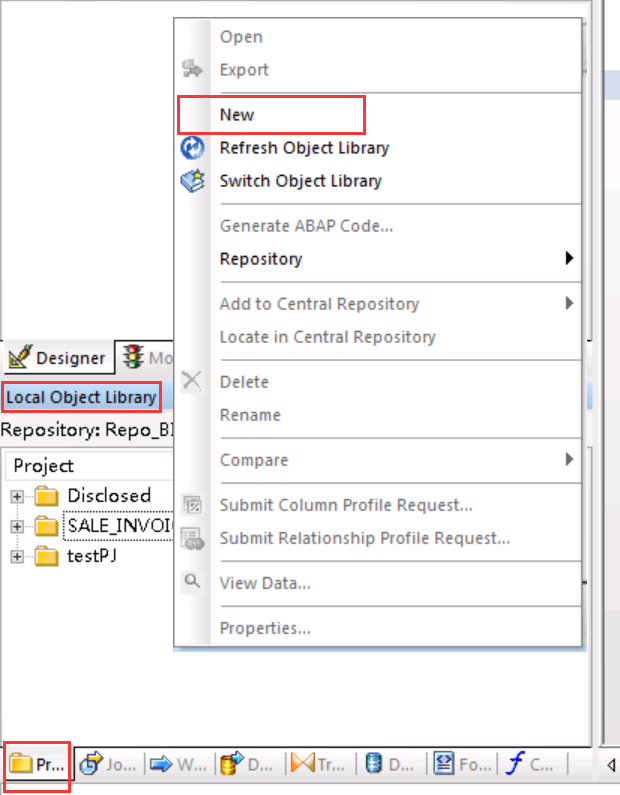 Open
Export
New
Refresh Object Library
Switch Object Library
Generate ABAP Code...
Repository
Add to Central Repository
Locate in Central Repository
Delete
Rename
Compare
Submit Column Profile Request...
Submit Relationship Profile Request...
View Data...
Properties...
Designer
Mo
Local Object Library
Repository: Repo_BI
Project
Disclosed
SALE_INVOI
testPJ
Pr... Jo... W... D... Tr... D... Fo... C...